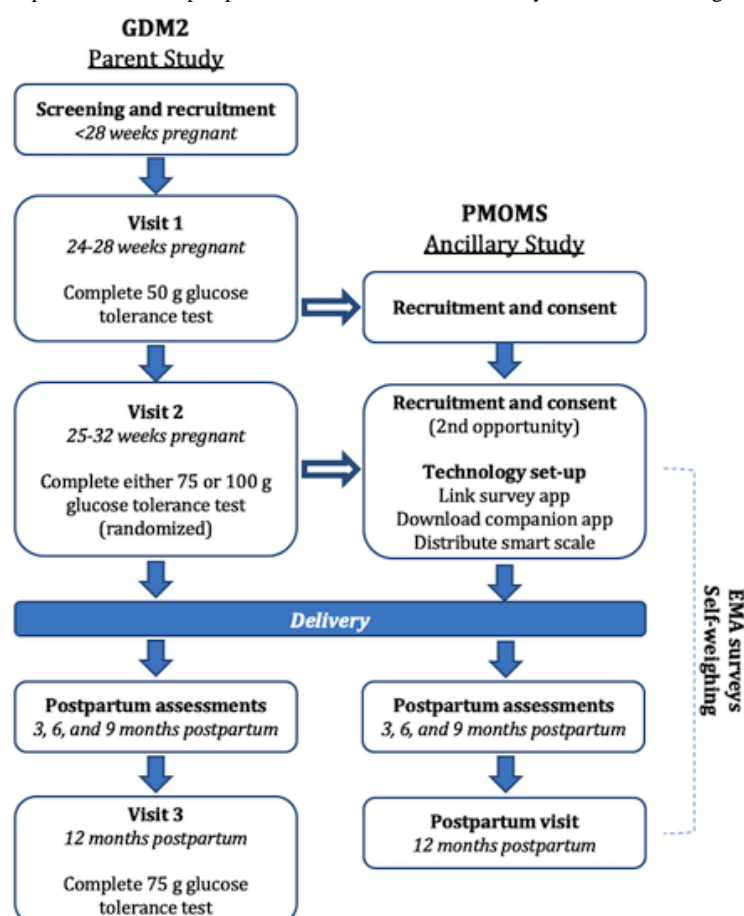 GDM2
Parent Study
Screening and recruitment
<28 weeks pregnant
Visit 1
24-28 weeks pregnant
Complete 50 g glucose
tolerance test
PMOMS
Ancillary Study
Recruitment and consent
Visit 2
25-32 weeks pregnant
Complete either 75 or 100 g
glucose tolerance test
(randomized)
Recruitment and consent
(2nd opportunity)
Technology set-up
Link survey app
Download companion app
Distribute smart scale
EMA surveys
Self-weighing
Delivery
Postpartum assessments
3, 6, and 9 months postpartum
Postpartum assessments
3, 6, and 9 months postpartum
Visit 3
12 months postpartum
Complete 75 g glucose
tolerance test
Postpartum visit
12 months postpartum